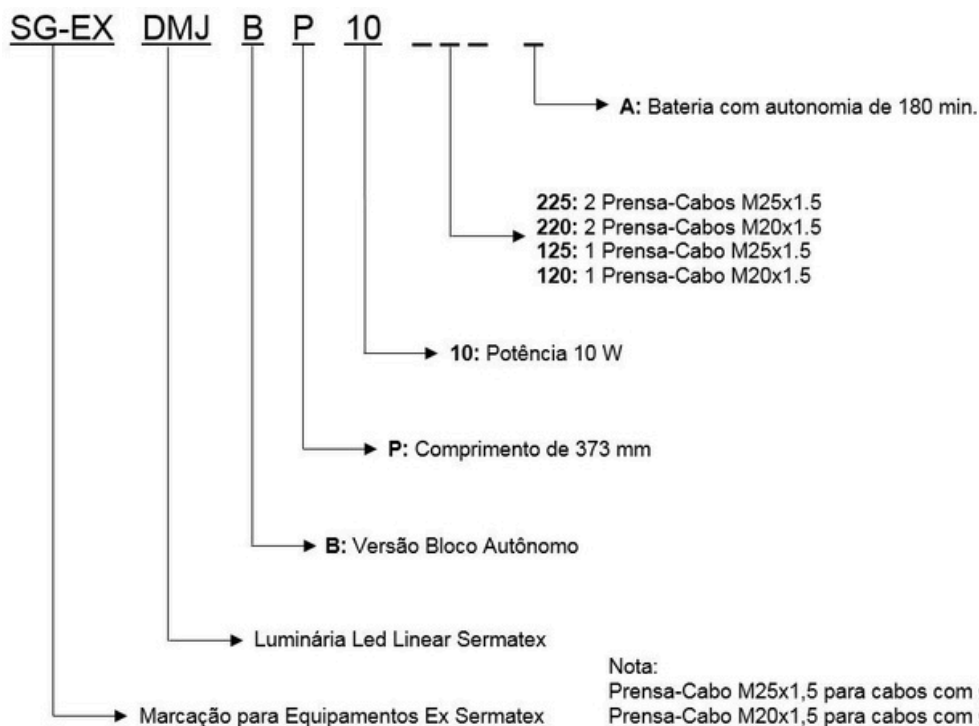 SG-EX DMJ B P 10 _ _ _ _
A: Bateria com autonomia de 180 min.
225: 2 Prensa-Cabos M25x1.5
220: 2 Prensa-Cabos M20x1.5
125: 1 Prensa-Cabo M25x1.5
120: 1 Prensa-Cabo M20x1.5
10: Potência 10 W
P: Comprimento de 373 mm
B: Versão Bloco Autônomo
Luminária Led Linear Sermatex
Marcação para Equipamentos Ex Sermatex
Nota:
Prensa-Cabo M25x1,5 para cabos com
Prensa-Cabo M20x1,5 para cabos com